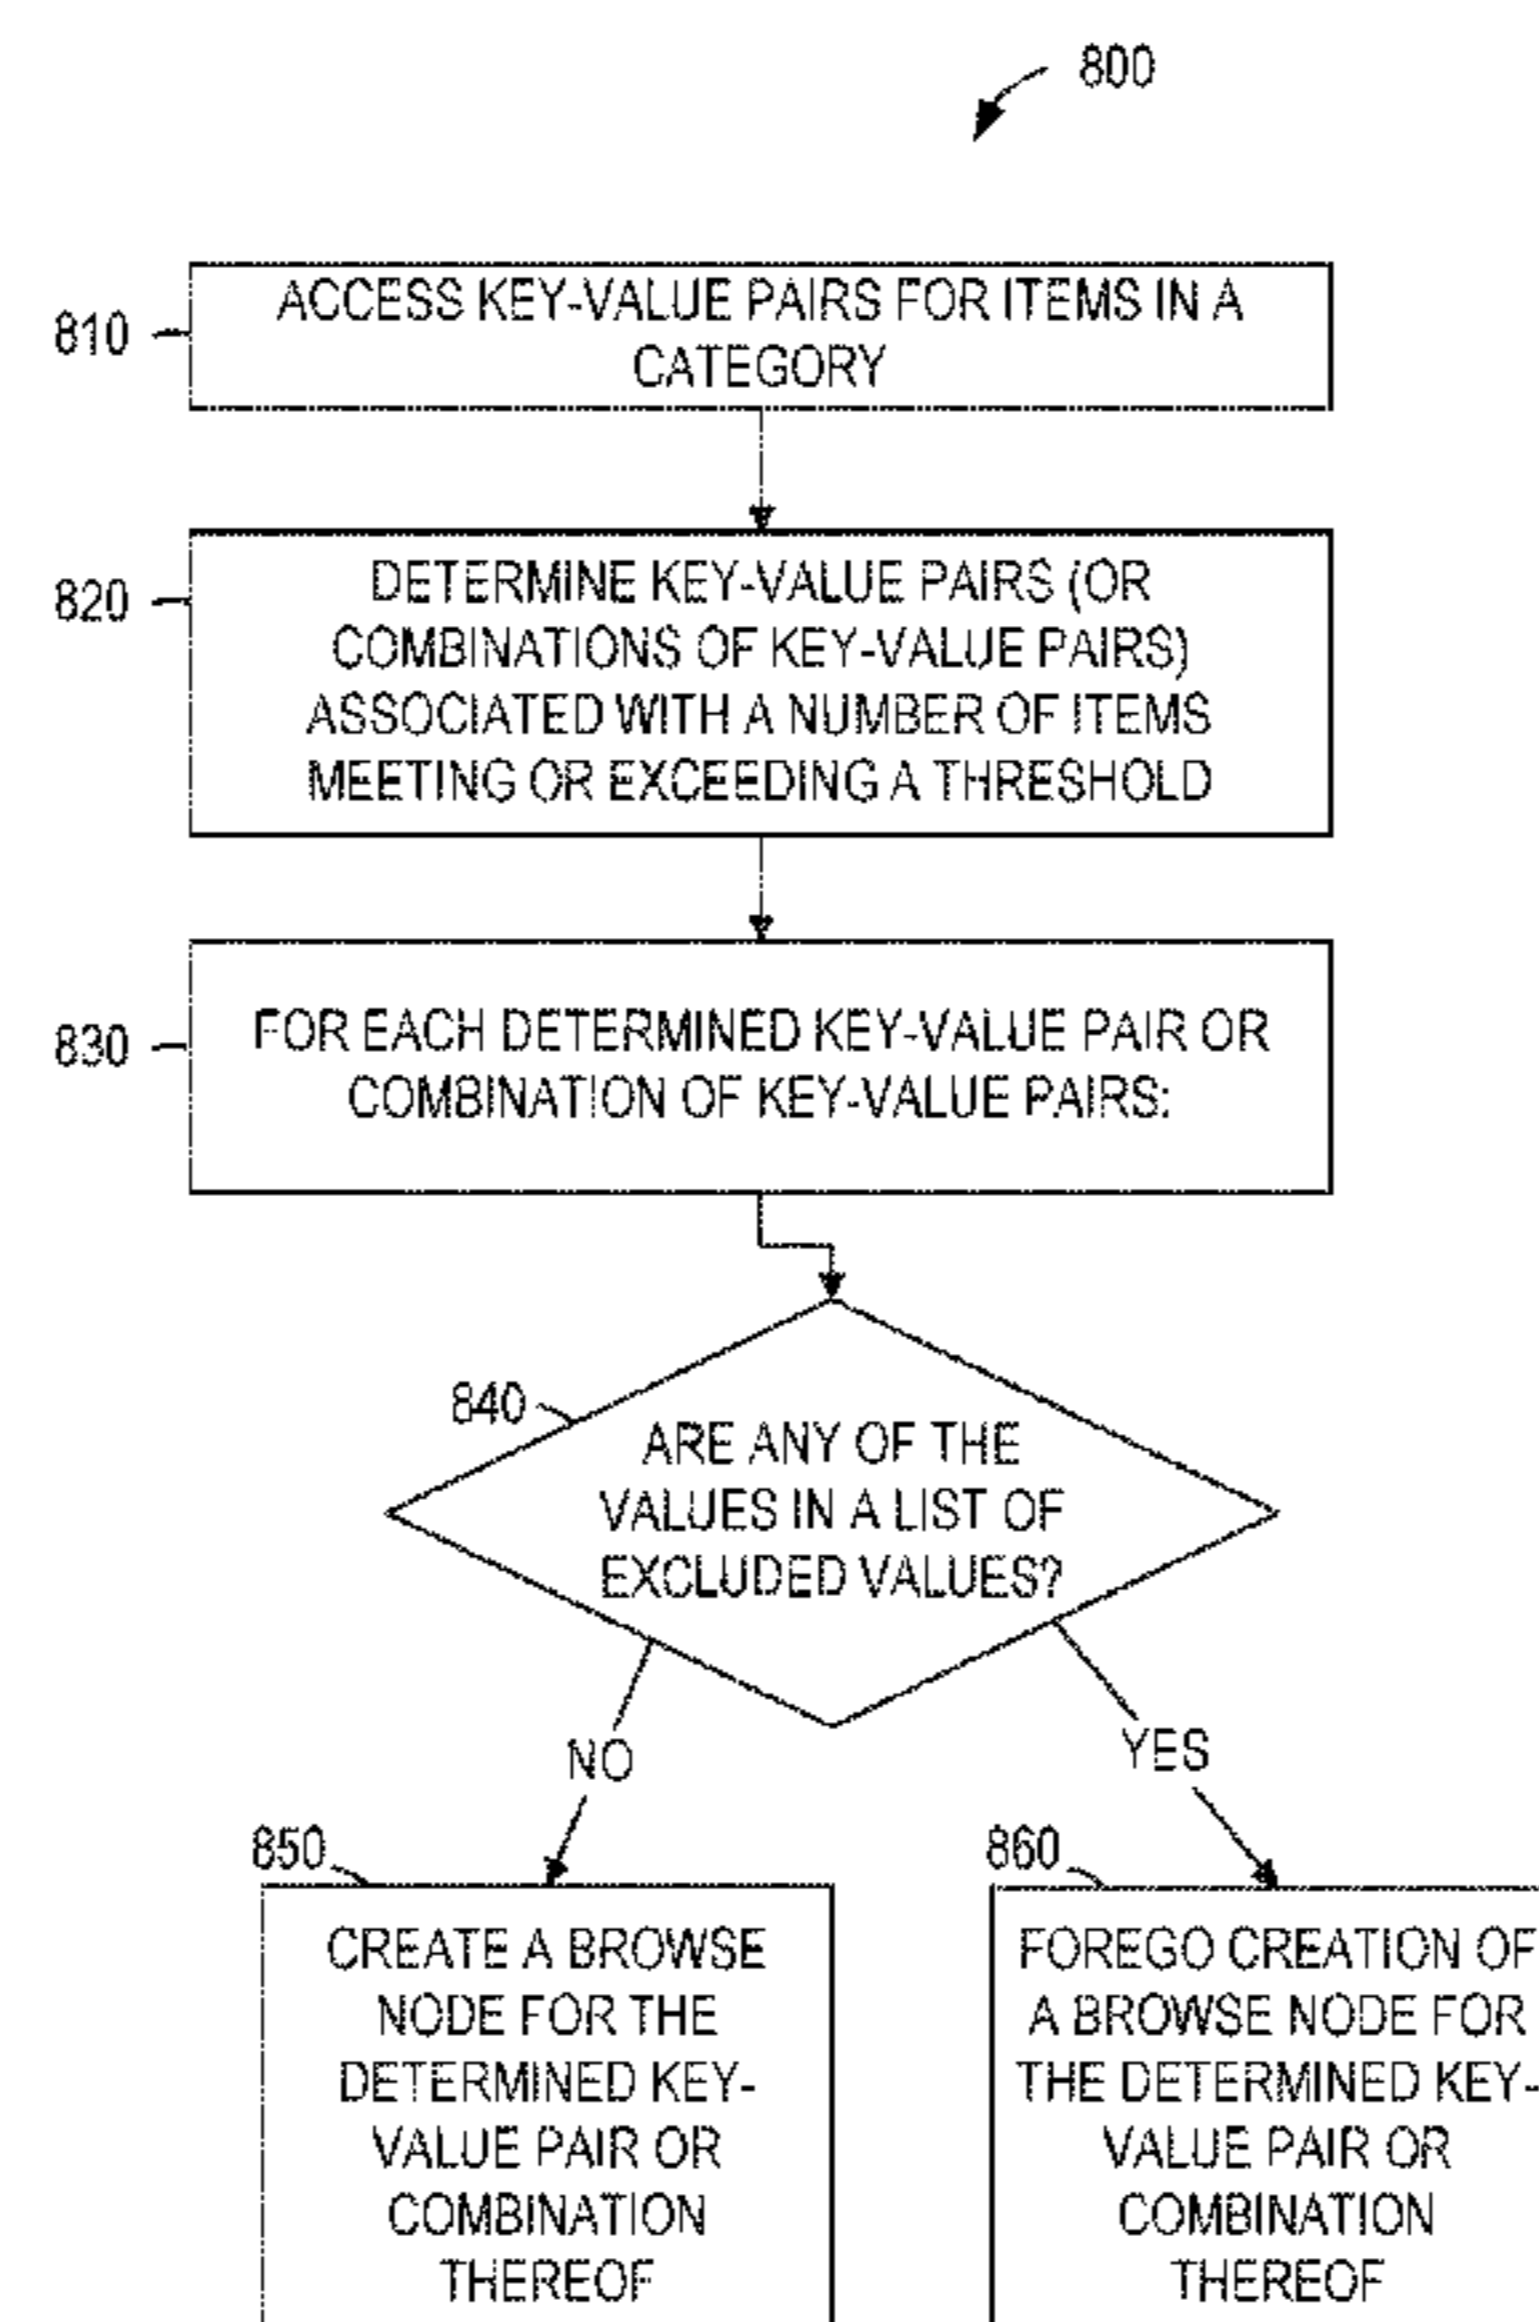 800
810
ACCESS KEY-VALUE PAIRS FOR ITEMS IN A
CATEGORY
820
DETERMINE KEY-VALUE PAIRS (OR
COMBINATIONS OF KEY-VALUE PAIRS)
ASSOCIATED WITH A NUMBER OF ITEMS
MEETING OR EXCEEDING A THRESHOLD
830
FOR EACH DETERMINED KEY-VALUE PAIR OR
COMBINATION OF KEY-VALUE PAIRS:
840
ARE ANY OF THE
VALUES IN A LIST OF
EXCLUDED VALUES?
NO
YES
850
CREATE A BROWSE
NODE FOR THE
DETERMINED KEY-
VALUE PAIR OR
COMBINATION
THEREOF
860
FOREGO CREATION OF
A BROWSE NODE FOR
THE DETERMINED KEY-
VALUE PAIR OR
COMBINATION
THEREOF